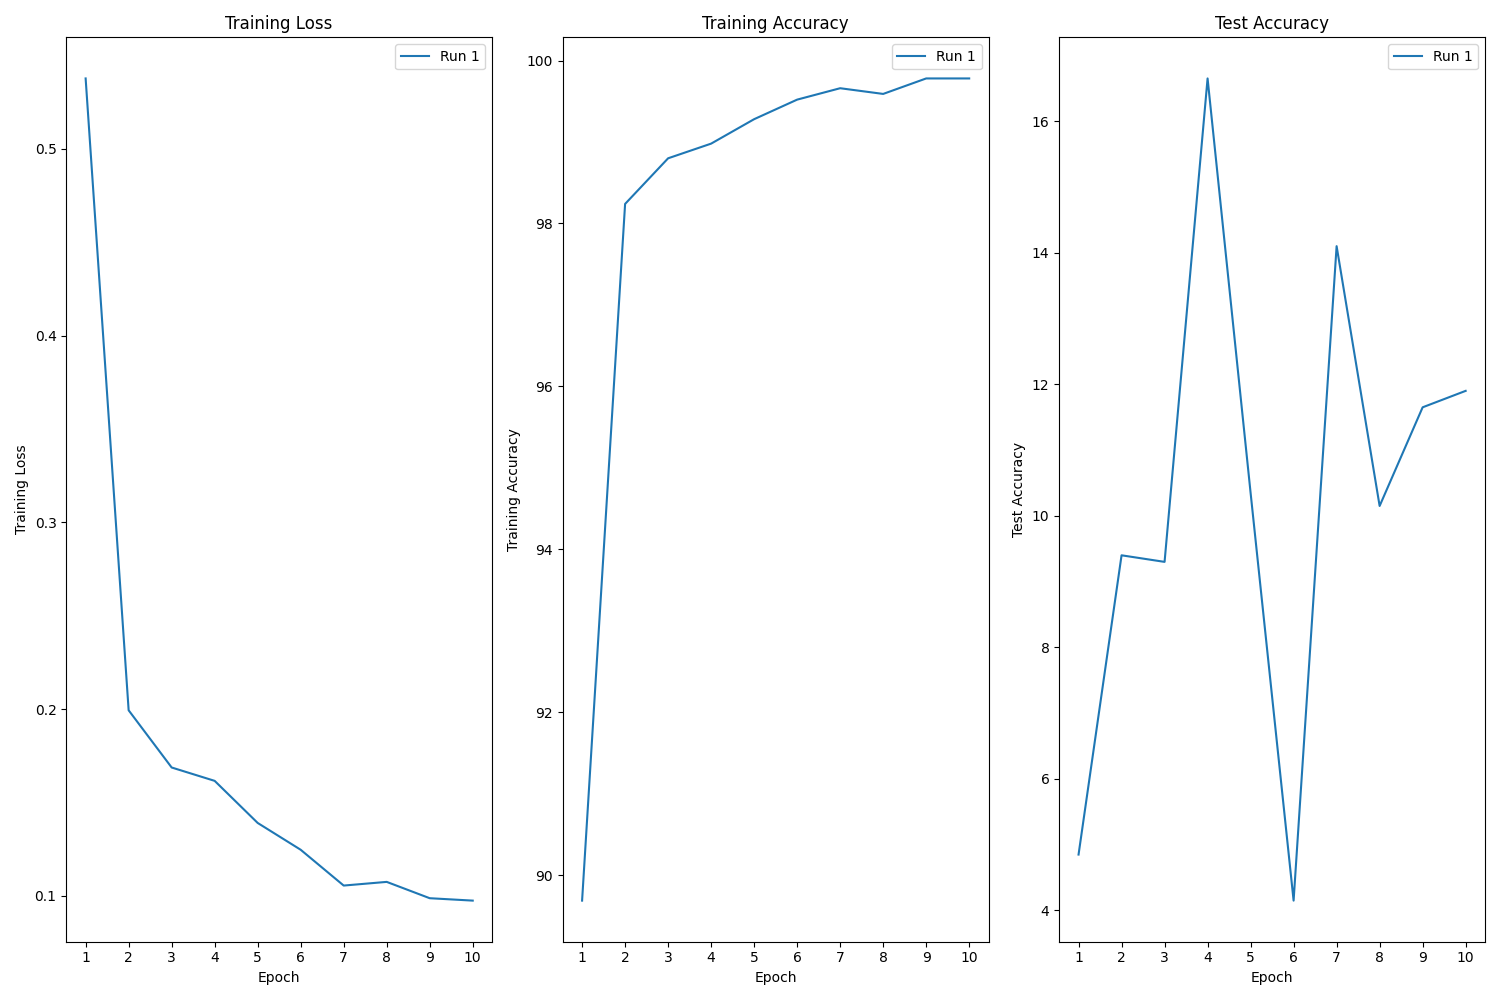 Training Loss
Run 1
0.5
0.4
0.3
0.2
0.1
Training Loss
1 2 3 4 5 6 7 8 9 10
Epoch
Training Accuracy
Run 1
100
98
96
94
92
90
Training Accuracy
1 2 3 4 5 6 7 8 9 10
Epoch
Test Accuracy
Run 1
16
14
12
10
8
6
4
Test Accuracy
1 2 3 4 5 6 7 8 9 10
Epoch